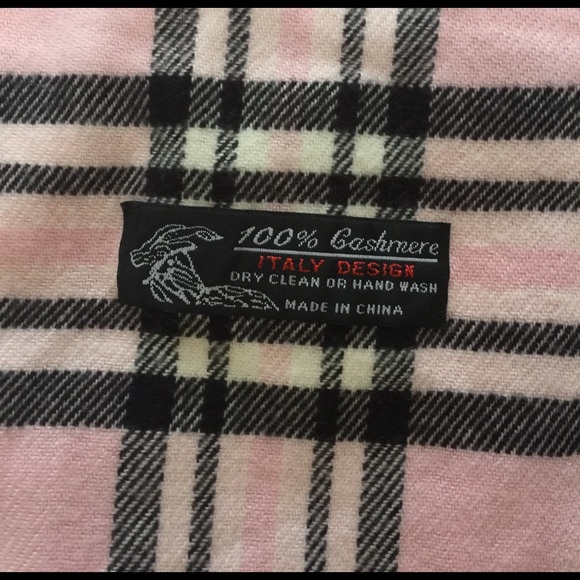 100% Cashmere
ITALY DESIGN
DRY CLEAN OR HAND WASH
MADE IN CHINA